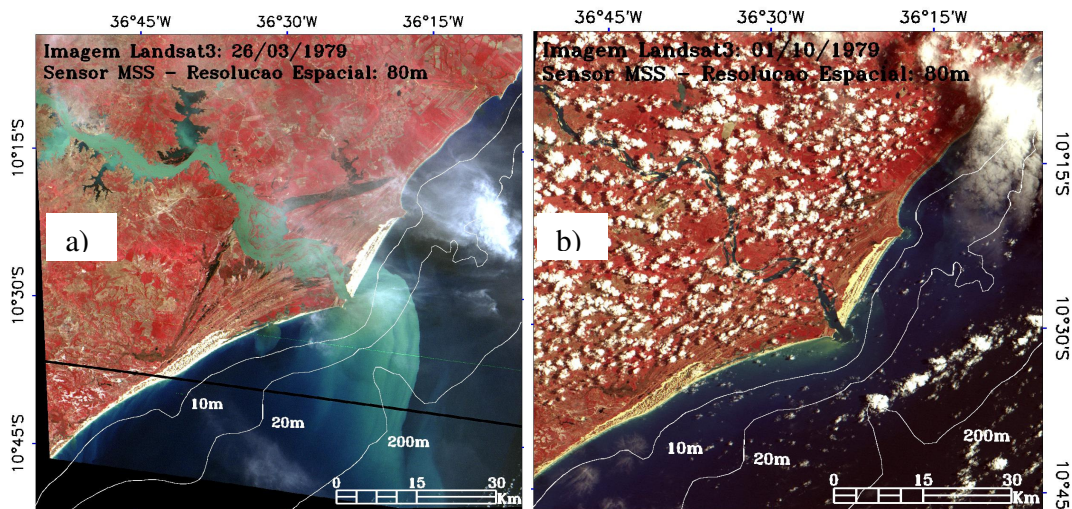 36°45'W 36°30'W 36°15'W
Imagem Landsat3: 26/03/1979
Sensor MSS - Resolucao Espacial: 80m
10°15'S
a)
10°30'S
10°45'S
10m
20m
200m
0 15 30
Km
36°45'W 36°30'W 36°15'W
Imagem Landsat3: 01/10/1979
Sensor MSS - Resolucao Espacial: 80m
10°15'S
b)
10°30'S
10°45
10m
20m
200m
0 15 30
Km